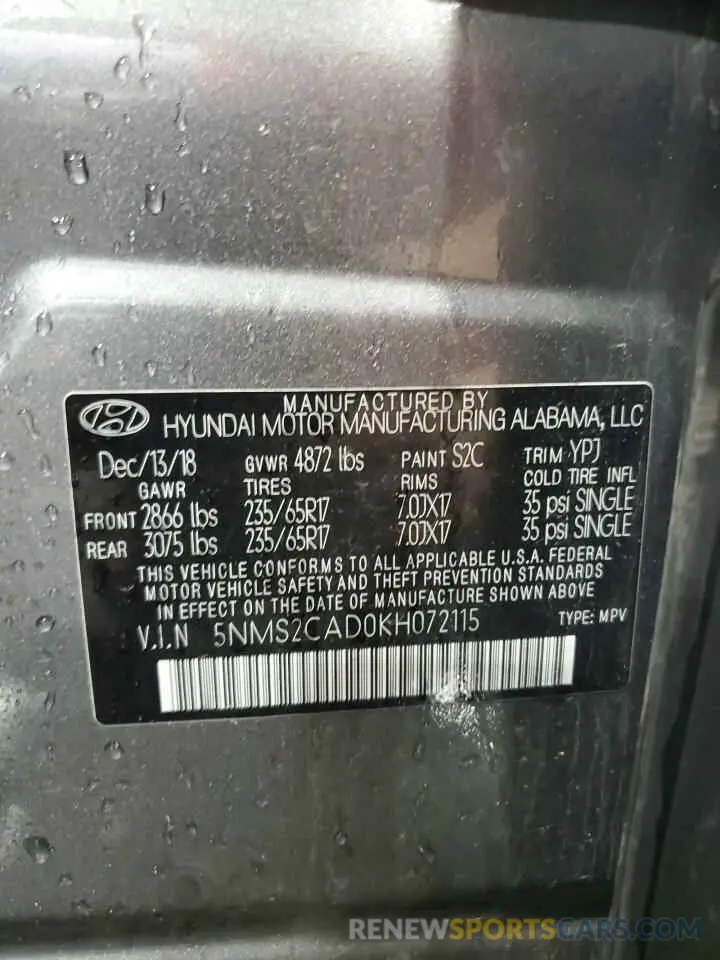 MANUFACTURED BY
HYUNDAI MOTOR MANUFACTURING ALABAMA, LLC
Dec/13/18 GVWR 4872 lbs PAINT S2C TRIM YPJ
GAWR TIRES RIMS COLD TIRE INFL
FRONT 2866 lbs 235/65R17 7.0JX17 35 psi SINGLE
REAR 3075 lbs 235/65R17 7.0JX17 35 psi SINGLE
THIS VEHICLE CONFORMS TO ALL APPLICABLE U.S.A. FEDERAL
MOTOR VEHICLE SAFETY AND THEFT PREVENTION STANDARDS
IN EFFECT ON THE DATE OF MANUFACTURE SHOWN ABOVE
V.I.N 5NMS2CAD0KH072115 TYPE: MPV
RENEWSPORTSCARS.COM